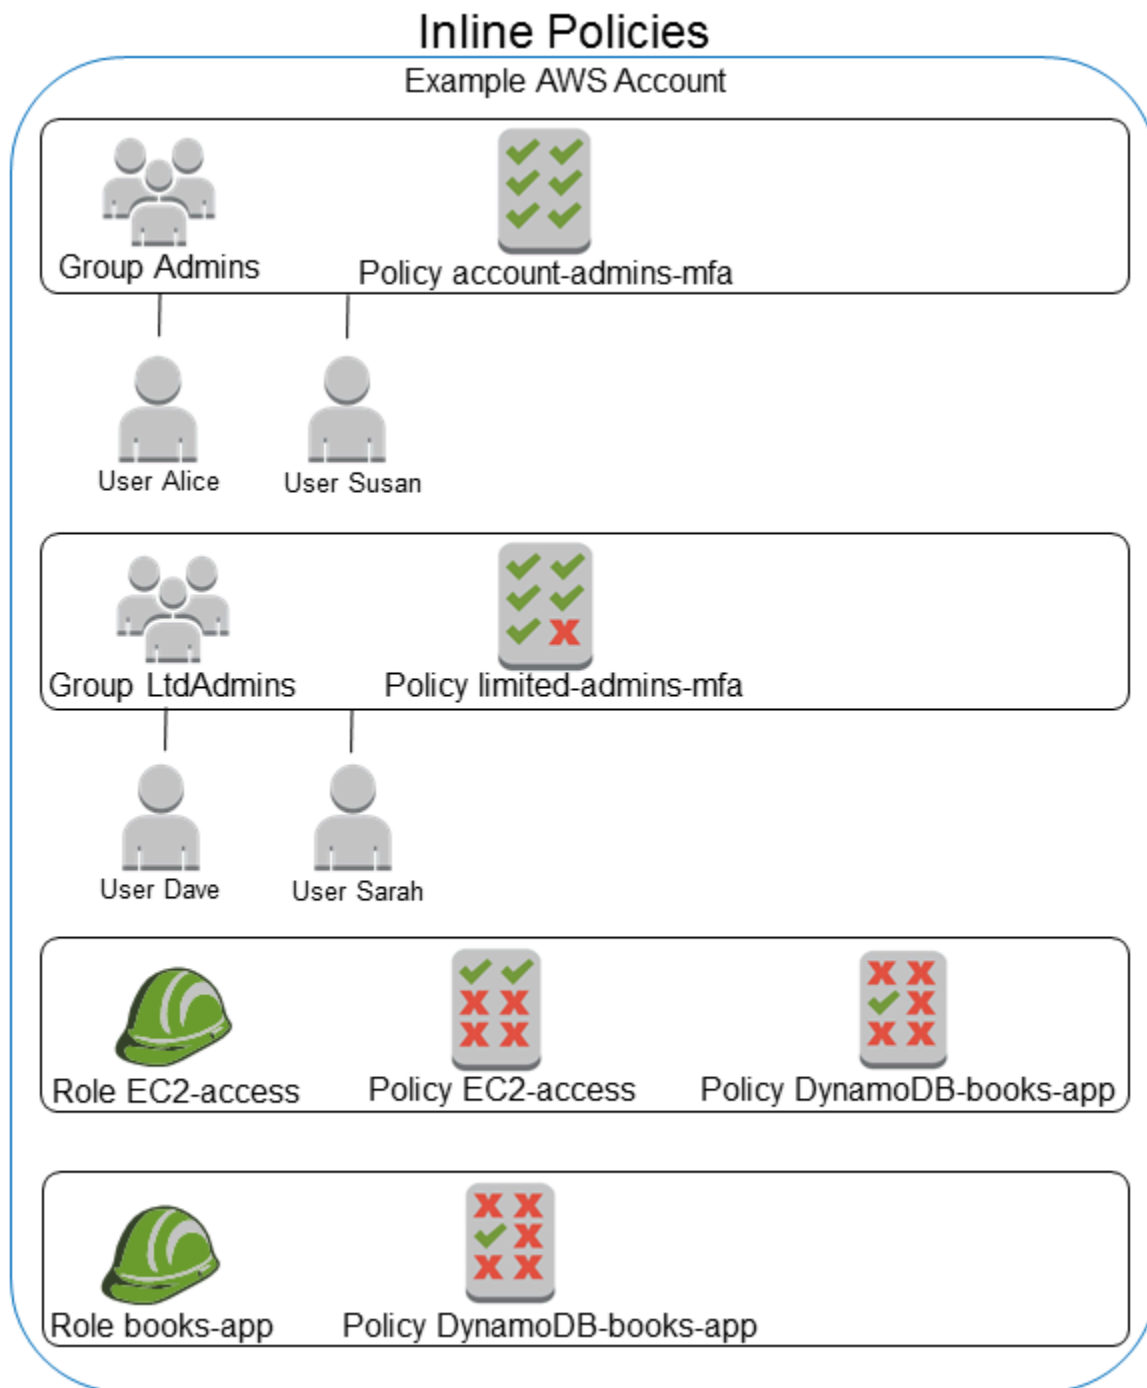 Inline Policies
Example AWS Account
Group Admins
Policy account-admins-mfa
User Alice
User Susan
Group LtdAdmins
Policy limited-admins-mfa
User Dave
User Sarah
Role EC2-access
Policy EC2-access
Policy DynamoDB-books-app
Role books-app
Policy DynamoDB-books-app